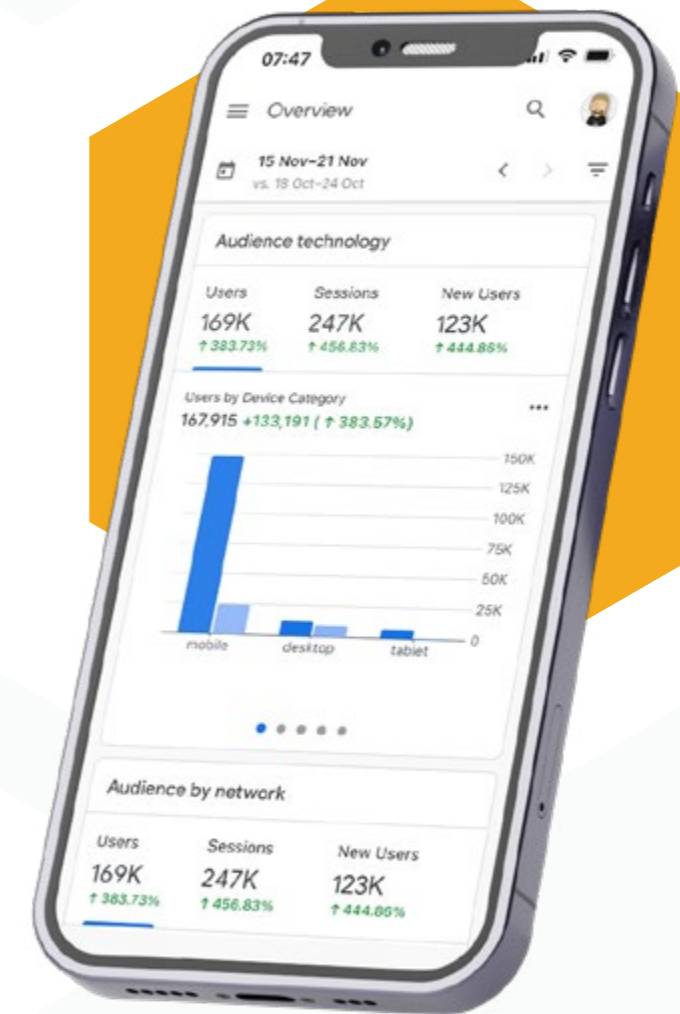 07:47
Overview
15 Nov–21 Nov
vs. 18 Oct–24 Oct
Audience technology
Users Sessions New Users
169K 247K 123K
↑ 383.73% ↑ 456.83% ↑ 444.86%
Users by Device Category
167,915 +133,191 (↑ 383.57%)
150K
125K
100K
75K
50K
25K
0
mobile desktop tablet
Audience by network
Users Sessions New Users
169K 247K 123K
↑ 383.73% ↑ 456.83% ↑ 444.86%